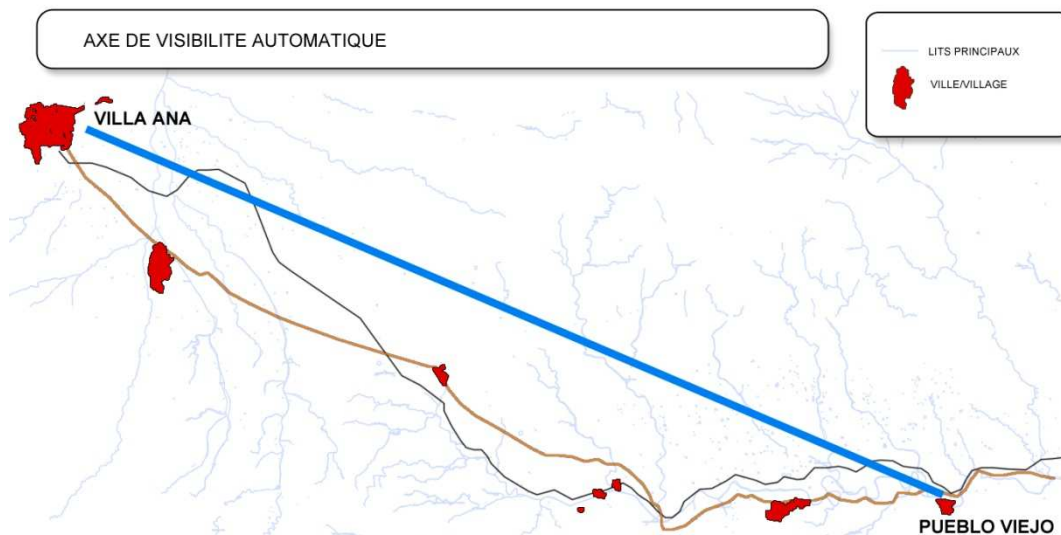 AXE DE VISIBILITE AUTOMATIQUE
LITS PRINCIPAUX
VILLE/VILLAGE
VILLA ANA
PUEBLO VIEJO